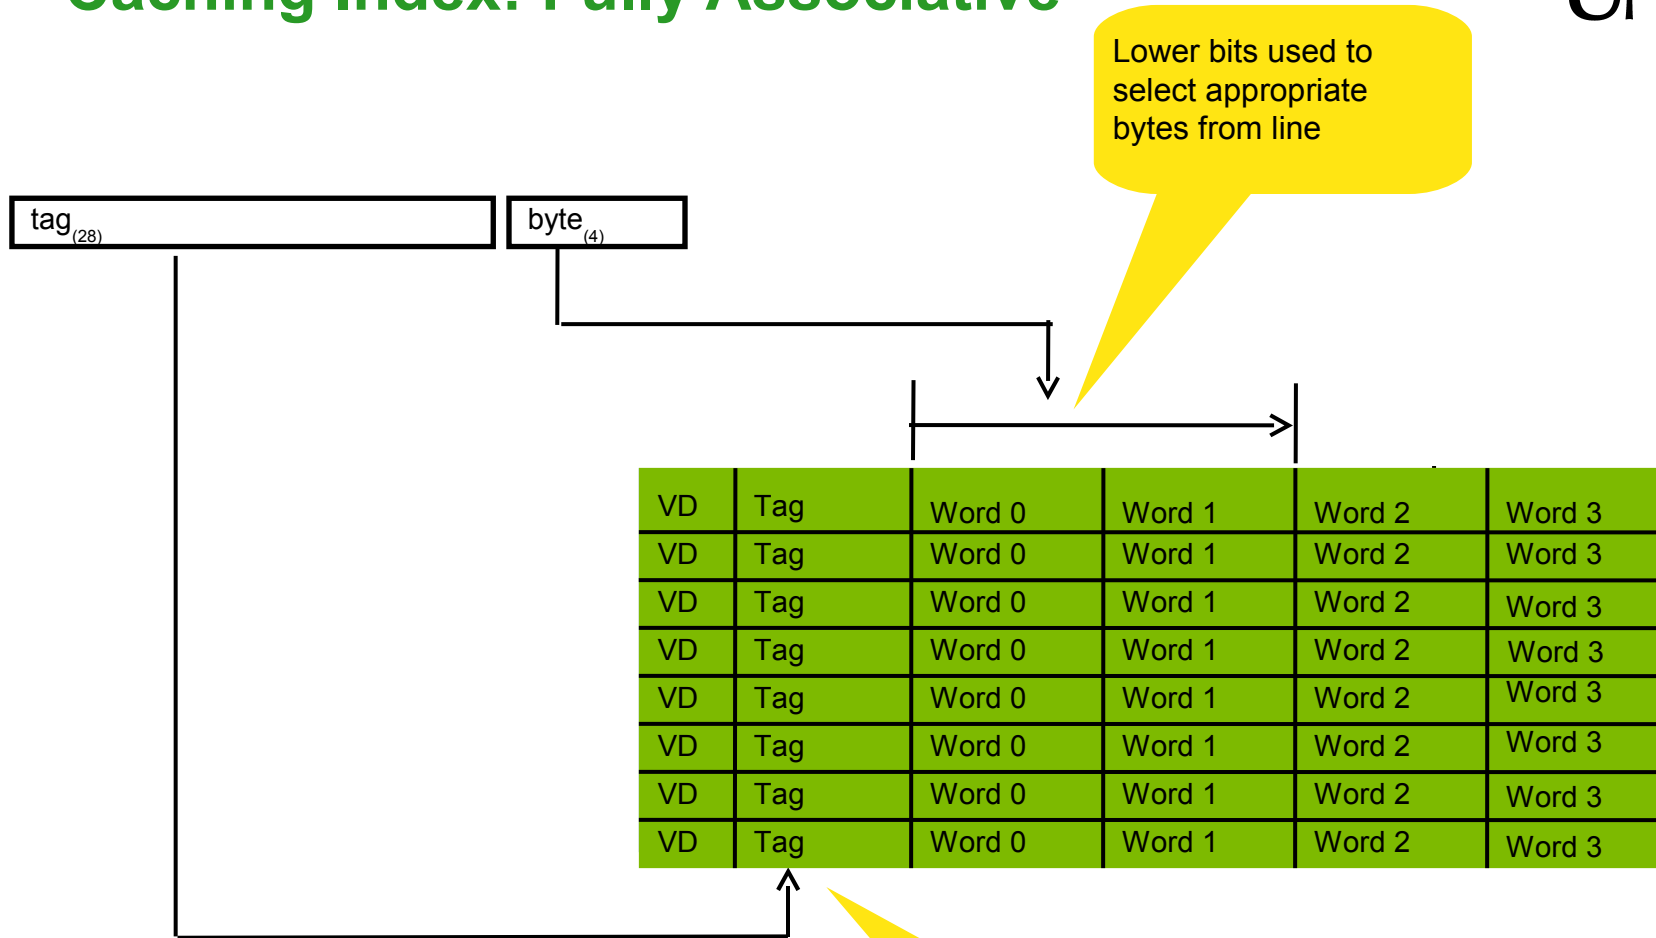 Caching Index: Fully Associative
Lower bits used to
select appropriate
bytes from line
tag(28)
byte(4)
VD Tag Word 0 Word 1 Word 2 Word 3
VD Tag Word 0 Word 1 Word 2 Word 3
VD Tag Word 0 Word 1 Word 2 Word 3
VD Tag Word 0 Word 1 Word 2 Word 3
VD Tag Word 0 Word 1 Word 2 Word 3
VD Tag Word 0 Word 1 Word 2 Word 3
VD Tag Word 0 Word 1 Word 2 Word 3
VD Tag Word 0 Word 1 Word 2 Word 3